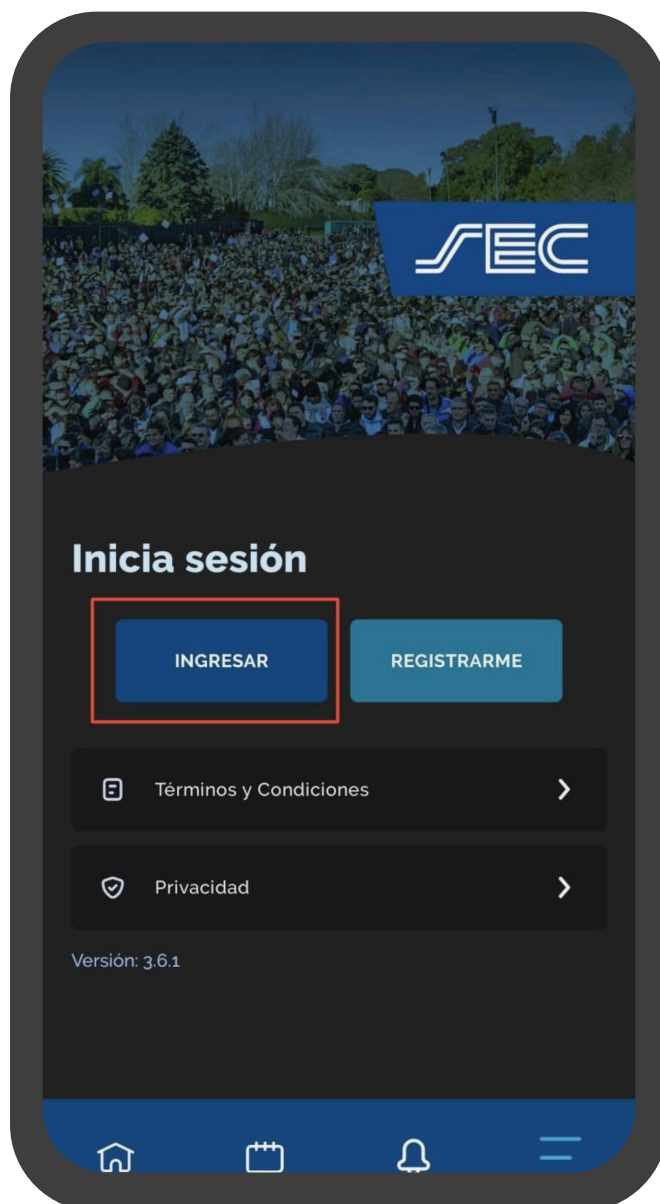 SEC
Inicia sesión
INGRESAR
REGISTRARME
Términos y Condiciones
Privacidad
Versión: 3.6.1